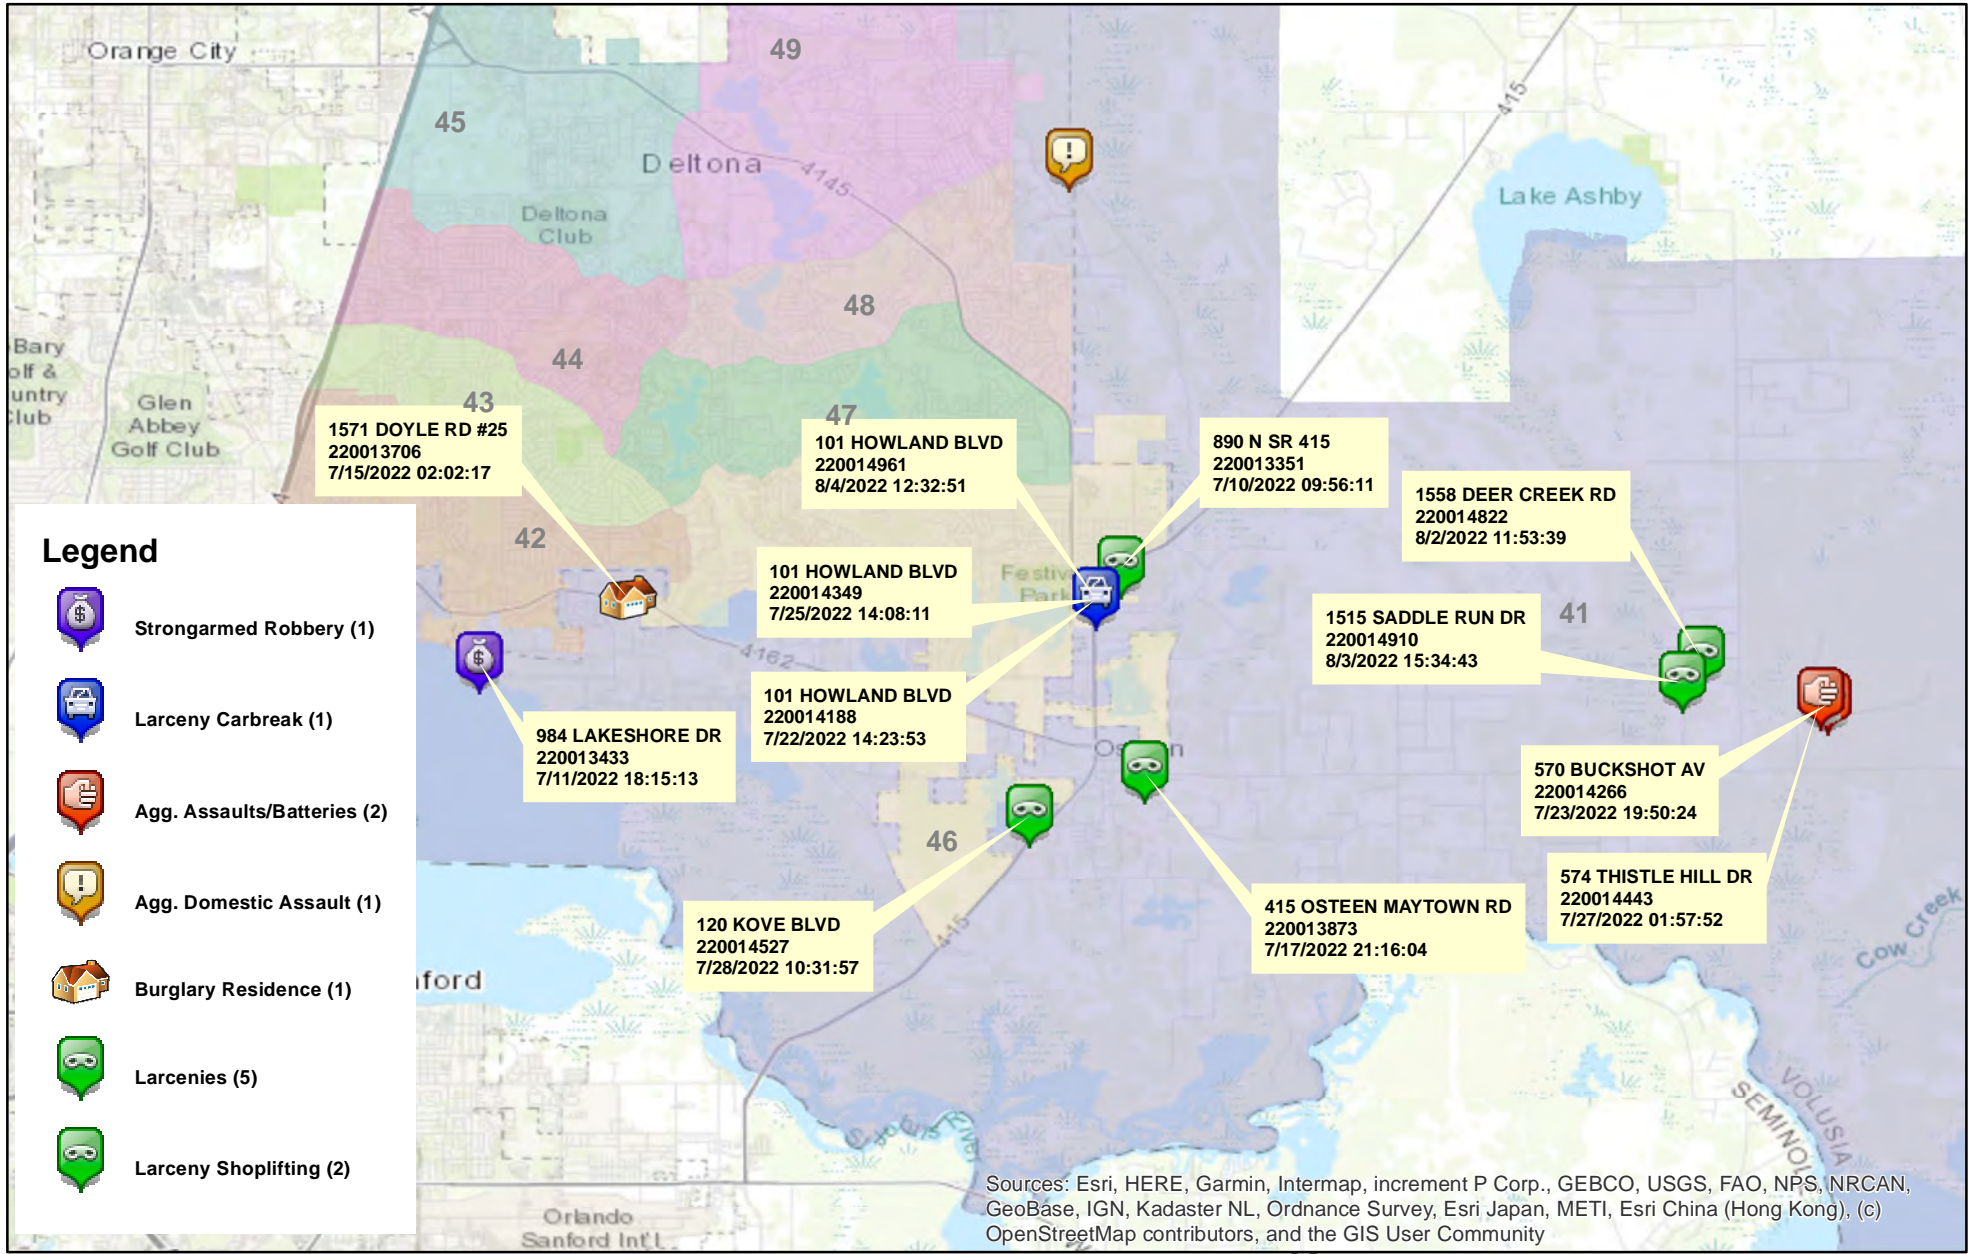 Orange City
49
45
415
Deltona
4145
Lake Ashby
Deltona
Club
48
44
Bary
olf &
untry
Club
Glen
Abbey
Golf Club
43
47
1571 DOYLE RD #25
220013706
7/15/2022 02:02:17
101 HOWLAND BLVD
220014961
8/4/2022 12:32:51
890 N SR 415
220013351
7/10/2022 09:56:11
1558 DEER CREEK RD
220014822
8/2/2022 11:53:39
42
101 HOWLAND BLVD
220014349
7/25/2022 14:08:11
Festiv
Park
41
1515 SADDLE RUN DR
220014910
8/3/2022 15:34:43
4162
101 HOWLAND BLVD
220014188
7/22/2022 14:23:53
984 LAKESHORE DR
220013433
7/11/2022 18:15:13
Os n
570 BUCKSHOT AV
220014266
7/23/2022 19:50:24
46
574 THISTLE HILL DR
220014443
7/27/2022 01:57:52
120 KOVE BLVD
220014527
7/28/2022 10:31:57
415
415 OSTEEN MAYTOWN RD
220013873
7/17/2022 21:16:04
Cow Creek
nford
St Johns River
VOLUSIA
SEMINOL
Orlando
Sanford Int'l
Legend
Strongarmed Robbery (1)
Larceny Carbreak (1)
Agg. Assaults/Batteries (2)
Agg. Domestic Assault (1)
Burglary Residence (1)
Larcenies (5)
Larceny Shoplifting (2)
Sources: Esri, HERE, Garmin, Intermap, increment P Corp., GEBCO, USGS, FAO, NPS, NRCAN,
GeoBase, IGN, Kadaster NL, Ordnance Survey, Esri Japan, METI, Esri China (Hong Kong), (c)
OpenStreetMap contributors, and the GIS User Community